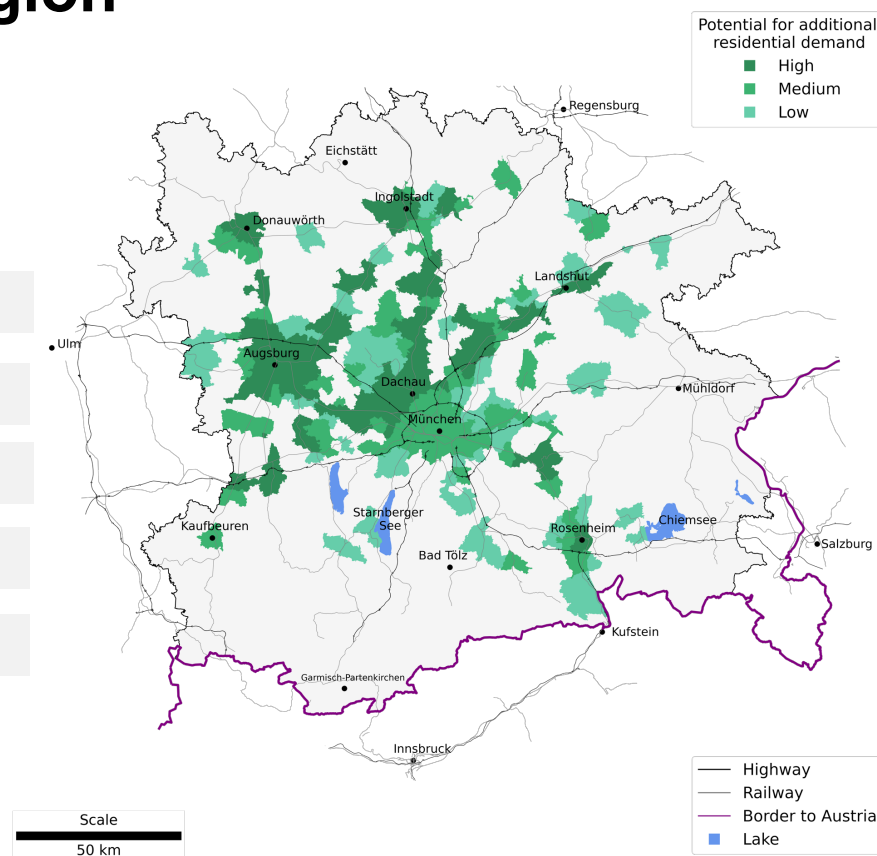 gion
Potential for additional
residential demand
High
Medium
Low
Regensburg
Eichstätt
Ingolstadt
Donauwörth
Landshut
Ulm
Augsburg
Dachau
Mühldorf
München
Starnberger
See
Chiemsee
Kaufbeuren
Rosenheim
Salzburg
Bad Tölz
Kufstein
Garmisch-Partenkirchen
Innsbruck
Highway
Railway
Border to Austria
Lake
Scale
50 km